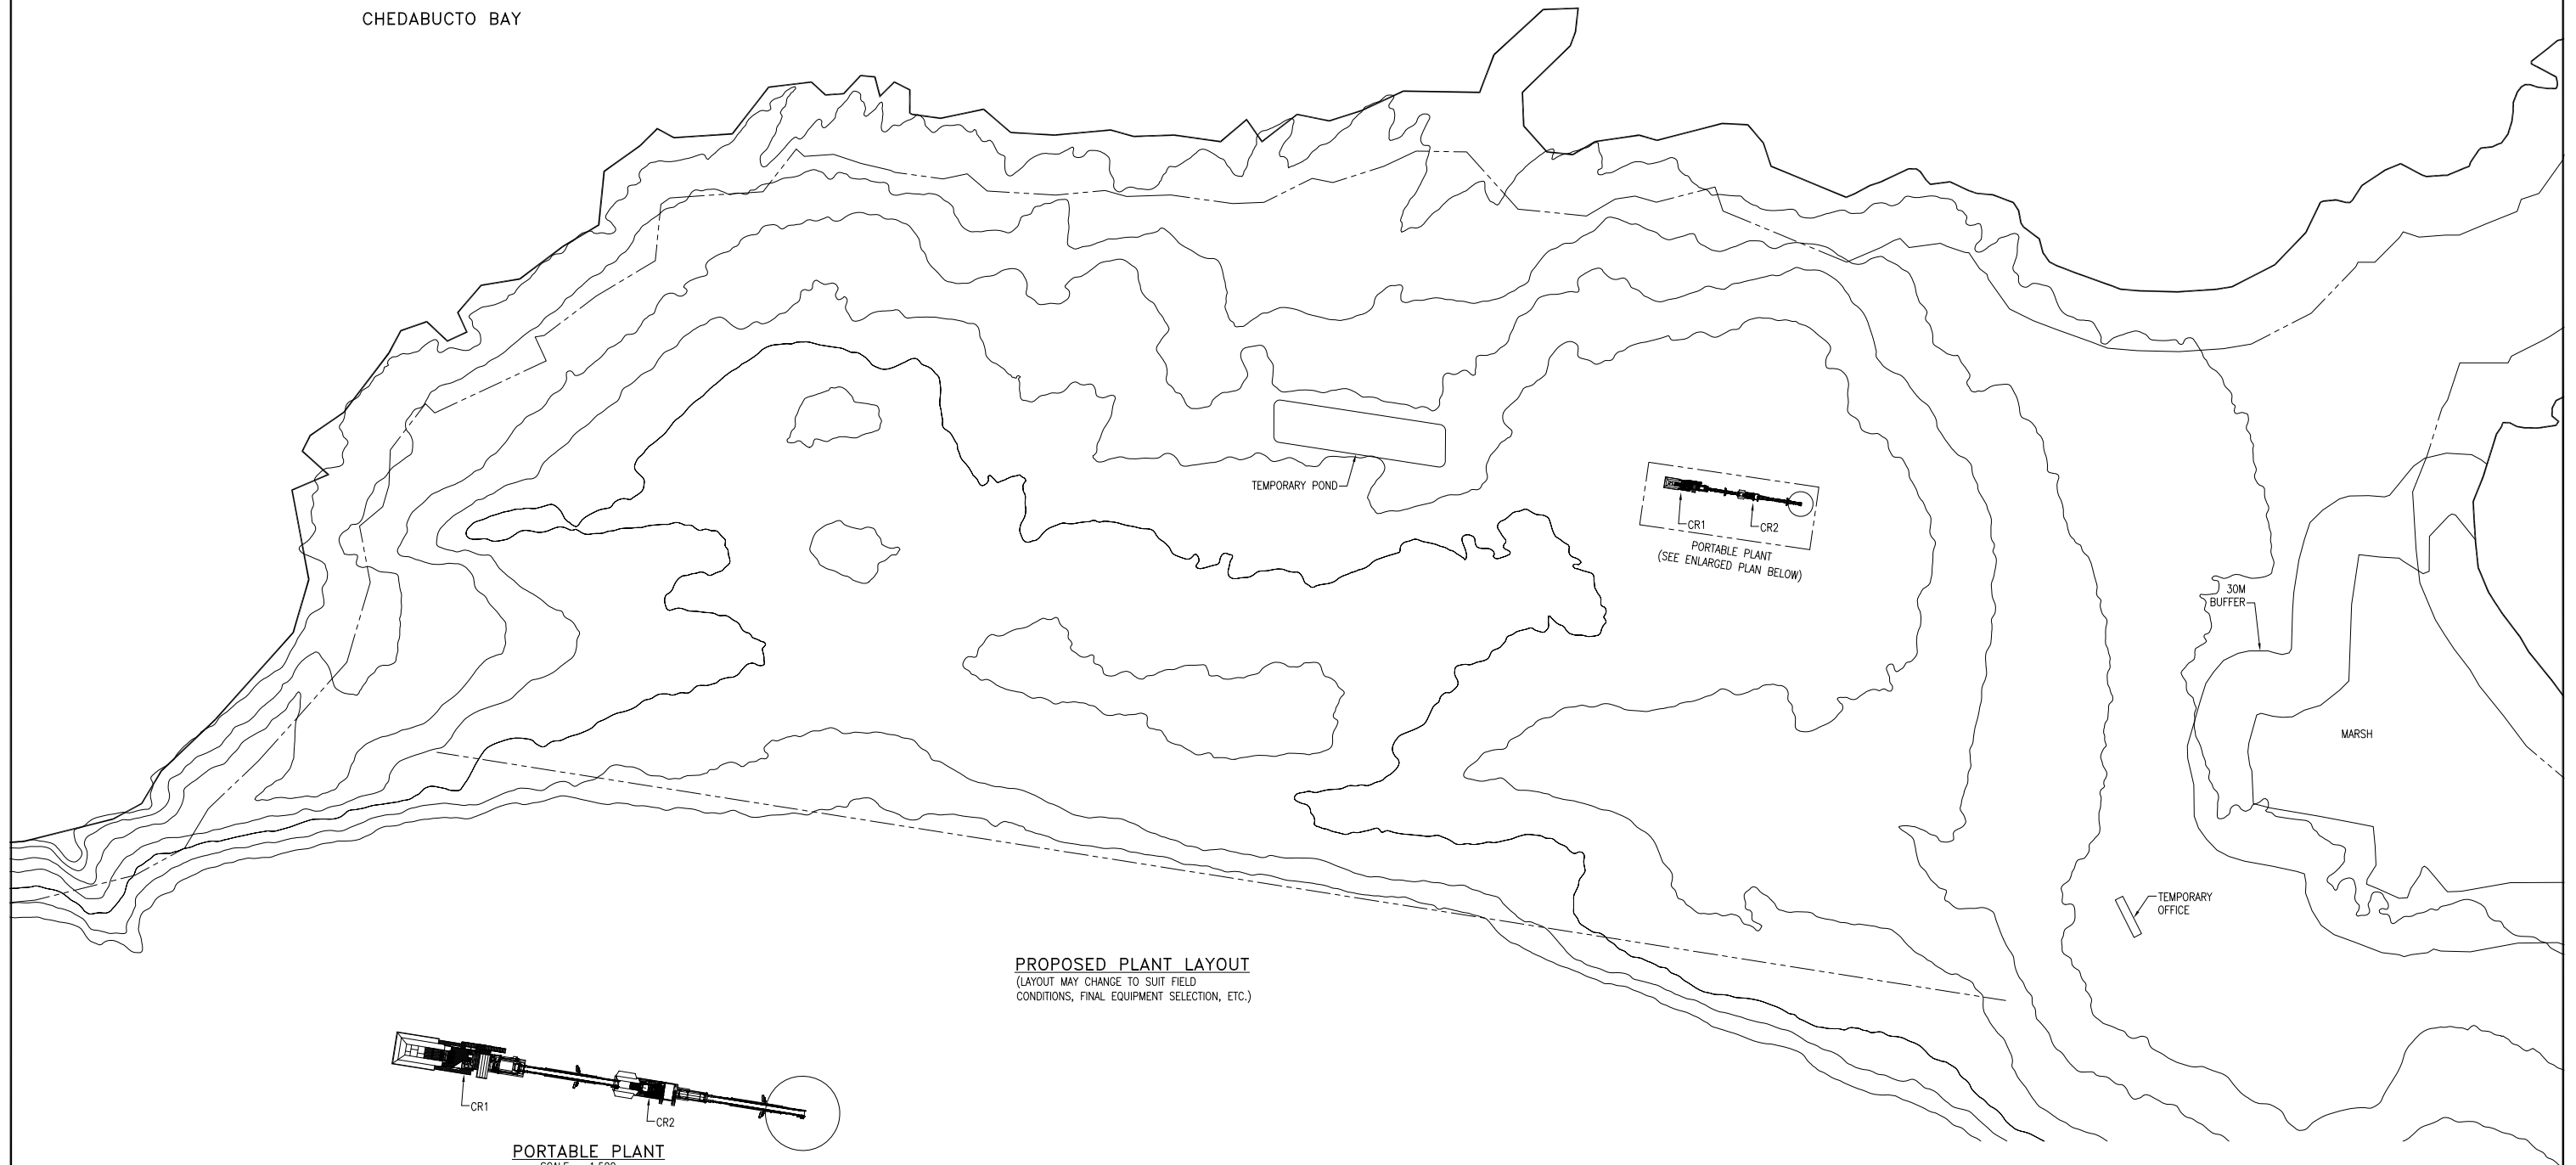 CHEDABUCTO BAY
TEMPORARY POND
CR1
CR2
PORTABLE PLANT
(SEE ENLARGED PLAN BELOW)
30M
BUFFER
MARSH
TEMPORARY
OFFICE
PROPOSED PLANT LAYOUT
(LAYOUT MAY CHANGE TO SUIT FIELD
CONDITIONS, FINAL EQUIPMENT SELECTION, ETC.)
CR1
CR2
PORTABLE PLANT